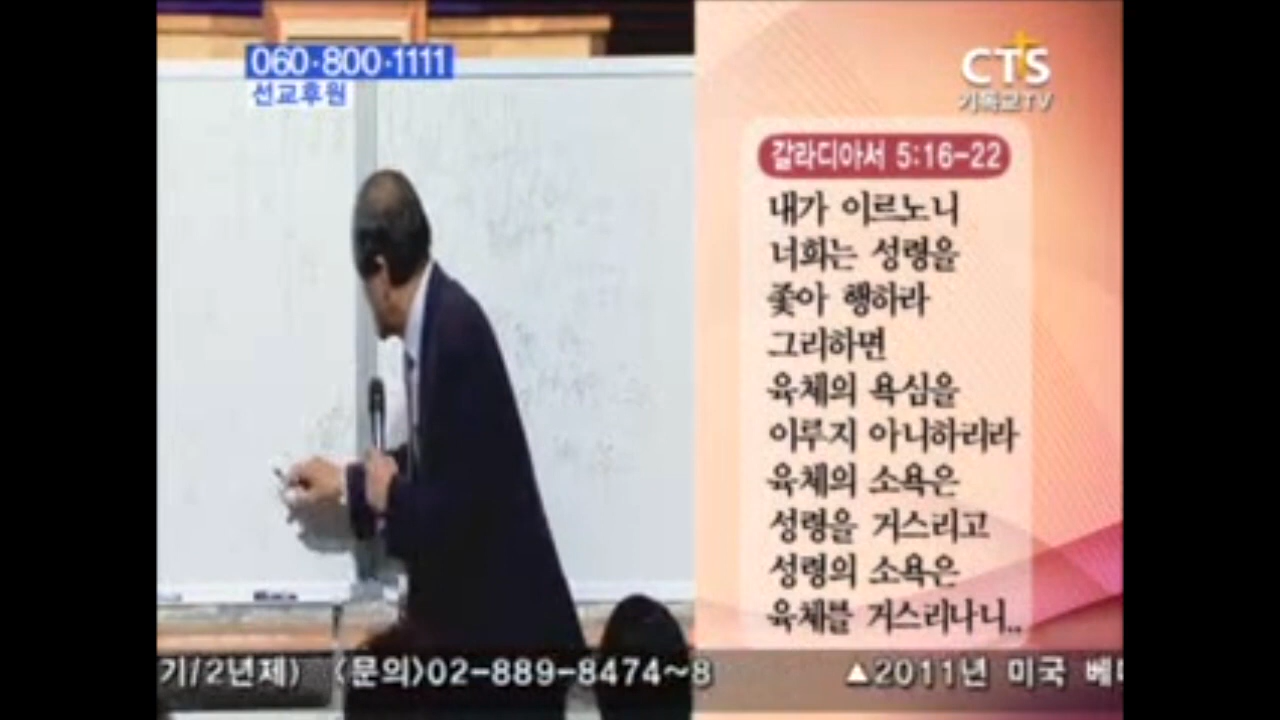 060·800·1111
선교후원
CTS
기독교TV
갈라디아서 5:16-22
내가 이르노니
너희는 성령을
좇아 행하라
그리하면
육체의 욕심을
이루지 아니하리라
육체의 소욕은
성령을 거스리고
성령의 소욕은
육체를 거스리나니..
기/2년제) (문의)02-889-8474~8 ▲2011년 미국 베